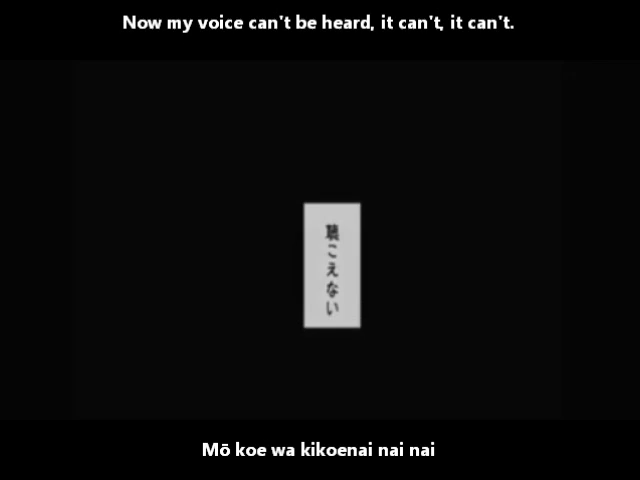 Now my voice can't be heard, it can't, it can't.
聴こえない
Mō koe wa kikoenai nai nai